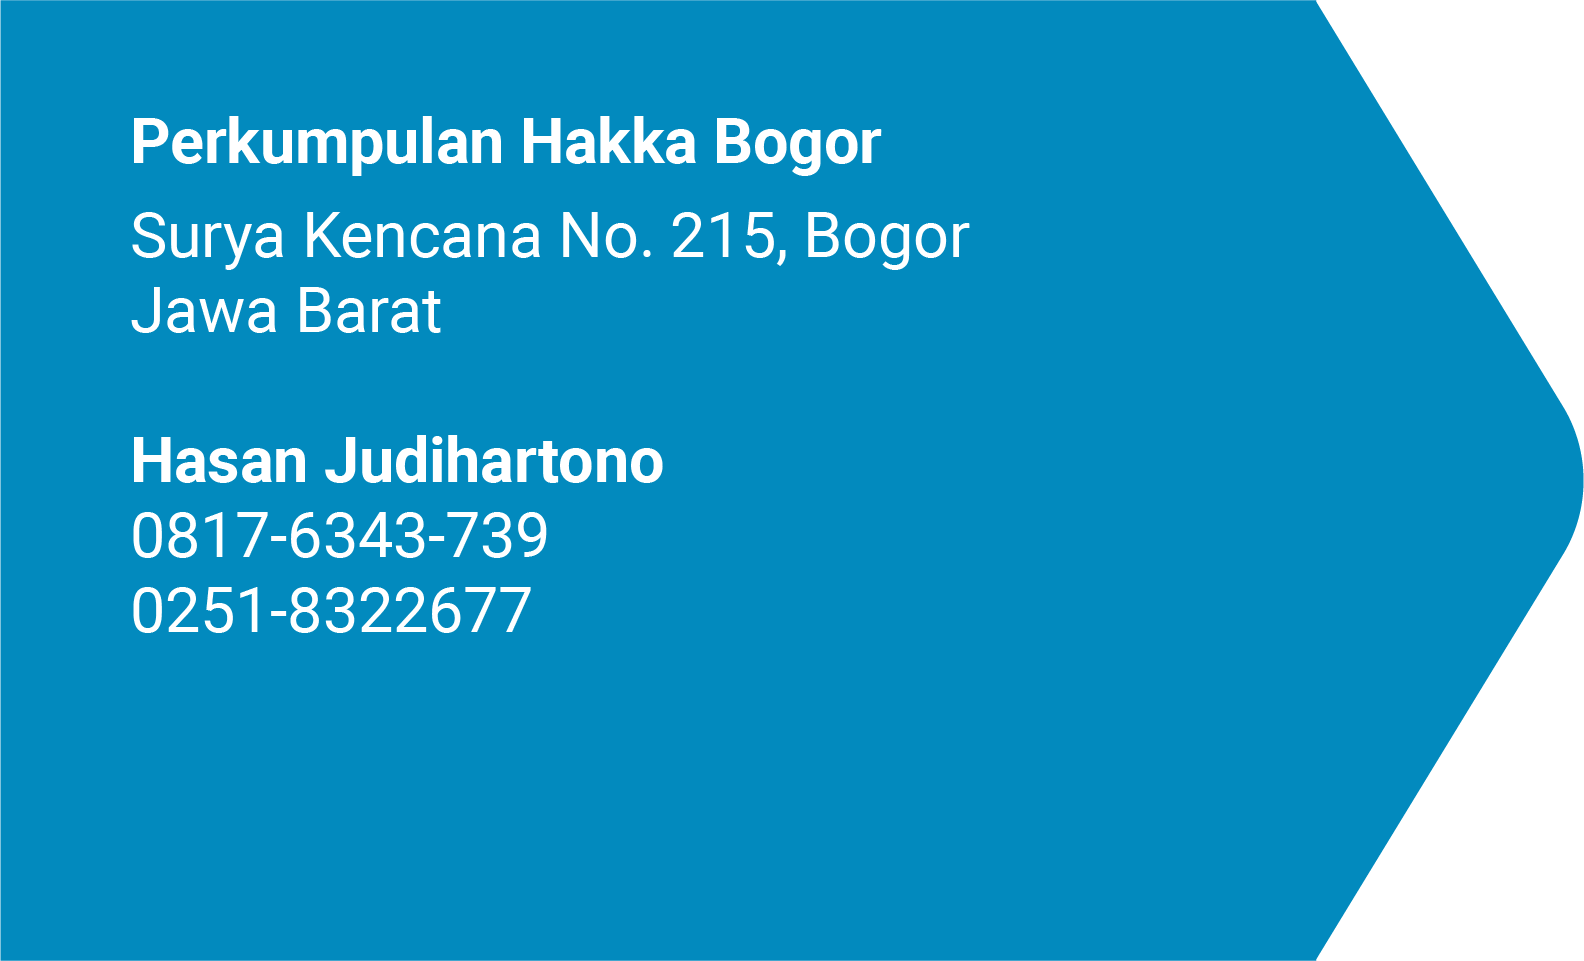 Perkumpulan Hakka Bogor
Surya Kencana No. 215, Bogor
Jawa Barat
Hasan Judihartono
0817-6343-739
0251-8322677